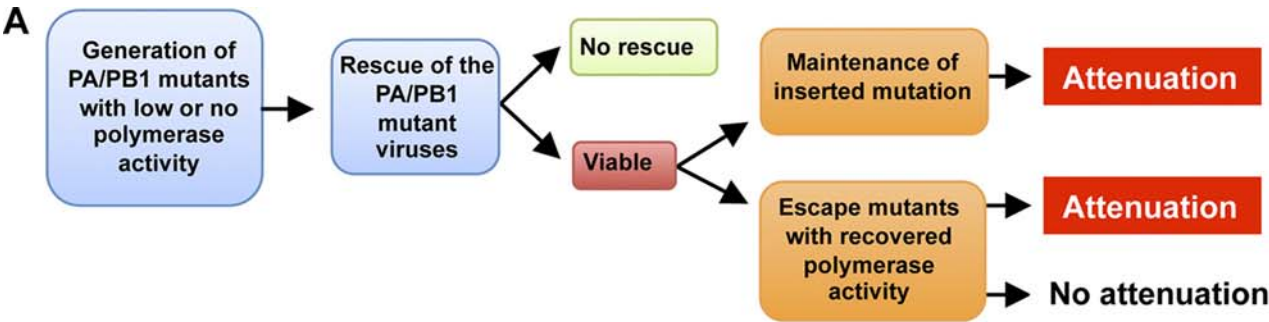 A
Generation of
PA/PB1 mutants
with low or no
polymerase
activity
Rescue of the
PA/PB1
mutant
viruses
No rescue
Viable
Maintenance of
inserted mutation
Attenuation
Escape mutants
with recovered
polymerase
activity
Attenuation
No attenuation